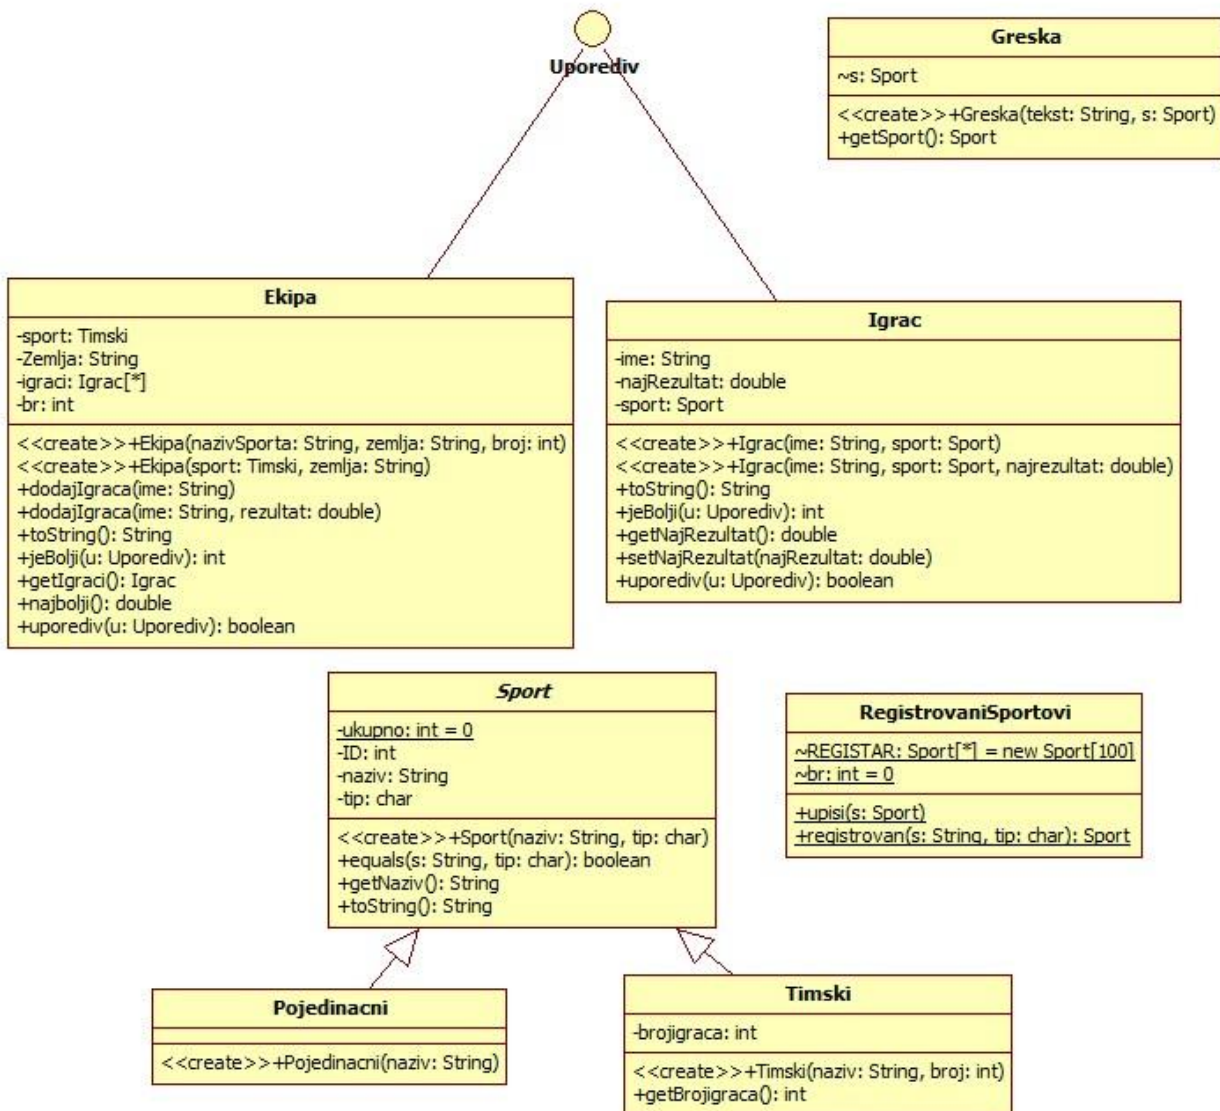 Uporediv
Greska
~s: Sport
<<create>>+Greska(tekst: String, s: Sport)
+getSport(): Sport
Ekipa
-sport: Timski
-Zemlja: String
-igraci: Igrac[*]
-br: int
<<create>>+Ekipa(nazivSporta: String, zemlja: String, broj: int)
<<create>>+Ekipa(sport: Timski, zemlja: String)
+dodajIgraca(ime: String)
+dodajIgraca(ime: String, rezultat: double)
+toString(): String
+jeBolji(u: Uporediv): int
+getIgraci(): Igrac
+najbolji(): double
+uporediv(u: Uporediv): boolean
Igrac
-ime: String
-najRezultat: double
-sport: Sport
<<create>>+Igrac(ime: String, sport: Sport)
<<create>>+Igrac(ime: String, sport: Sport, najrezultat: double)
+toString(): String
+jeBolji(u: Uporediv): int
+getNajRezultat(): double
+setNajRezultat(najRezultat: double)
+uporediv(u: Uporediv): boolean
Sport
-ukupno: int = 0
-ID: int
-naziv: String
-tip: char
<<create>>+Sport(naziv: String, tip: char)
+equals(s: String, tip: char): boolean
+getNaziv(): String
+toString(): String
RegistrovaniSportovi
~REGISTAR: Sport[*] = new Sport[100]
~br: int = 0
+upisi(s: Sport)
+registrovan(s: String, tip: char): Sport
Pojedinacni
<<create>>+Pojedinacni(naziv: String)
Timski
-brojigraca: int
<<create>>+Timski(naziv: String, broj: int)
+getBrojigraca(): int